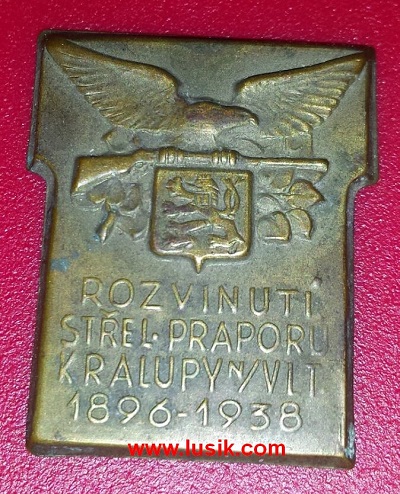 ROZVINUTÍ
STŘEL. PRAPORU
KRALUPY N/VLT.
1896-1938
www.lusik.com